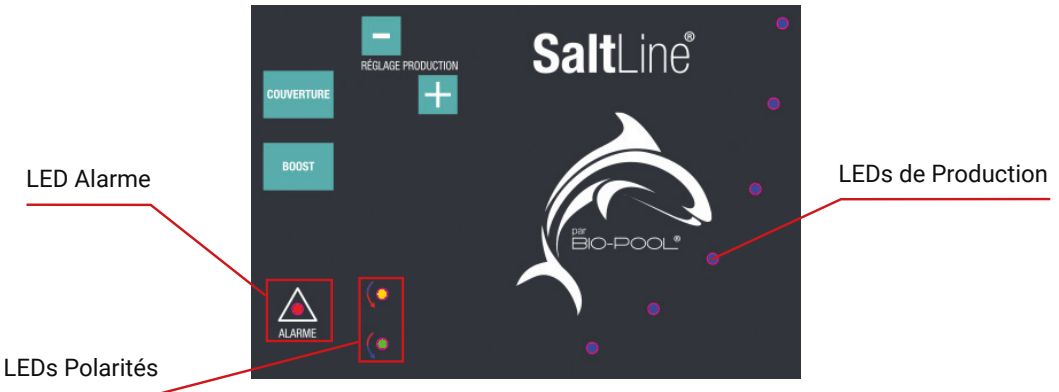 SaltLine®
RÉGLAGE PRODUCTION
COUVERTURE
BOOST
LED Alarme
LEDs de Production
par
BIO-POOL®
ALARME
LEDs Polarités